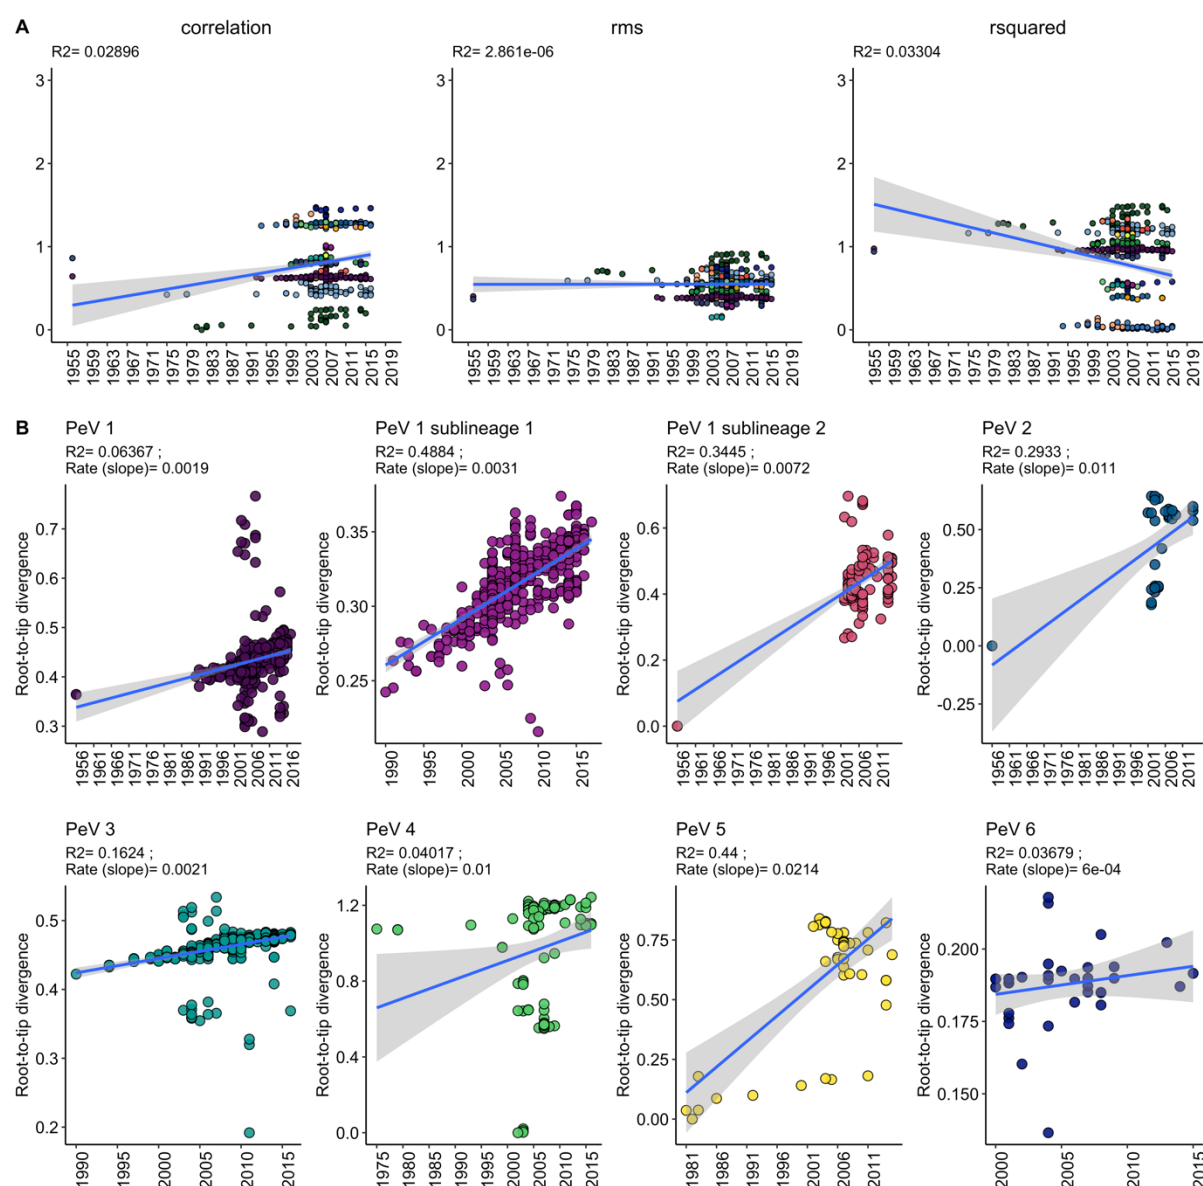 A
correlation
rms
rsquared
R2= 0.02896
R2= 2.861e-06
R2= 0.03304
3
2
1
0
3
2
1
0
3
2
1
0
1955 1959 1963 1967 1971 1975 1979 1983 1987 1991 1995 1999 2003 2007 2011 2015 2019
1955 1959 1963 1967 1971 1975 1979 1983 1987 1991 1995 1999 2003 2007 2011 2015 2019
1955 1959 1963 1967 1971 1975 1979 1983 1987 1991 1995 1999 2003 2007 2011 2015 2019
B
PeV 1
R2= 0.06367 ;
Rate (slope)= 0.0019
Root-to-tip divergence
0.7
0.6
0.5
0.4
0.3
1956 1961 1966 1971 1976 1981 1986 1991 1996 2001 2006 2011 2016
PeV 1 sublineage 1
R2= 0.4884 ;
Rate (slope)= 0.0031
Root-to-tip divergence
0.35
0.30
0.25
1990 1995 2000 2005 2010 2015
PeV 1 sublineage 2
R2= 0.3445 ;
Rate (slope)= 0.0072
Root-to-tip divergence
0.6
0.4
0.2
0.0
1956 1961 1966 1971 1976 1981 1986 1991 1996 2001 2006 2011
PeV 2
R2= 0.2933 ;
Rate (slope)= 0.011
Root-to-tip divergence
0.50
0.25
0.00
-0.25
1956 1961 1966 1971 1976 1981 1986 1991 1996 2001 2006 2011
PeV 3
R2= 0.1624 ;
Rate (slope)= 0.0021
Root-to-tip divergence
0.5
0.4
0.3
0.2
1990 1995 2000 2005 2010 2015
PeV 4
R2= 0.04017 ;
Rate (slope)= 0.01
Root-to-tip divergence
1.2
0.8
0.4
0.0
1975 1980 1985 1990 1995 2000 2005 2010 2015
PeV 5
R2= 0.44 ;
Rate (slope)= 0.0214
Root-to-tip divergence
0.75
0.50
0.25
0.00
1981 1986 1991 1996 2001 2006 2011
PeV 6
R2= 0.03679 ;
Rate (slope)= 6e-04
Root-to-tip divergence
0.200
0.175
0.150
2000 2005 2010 2015